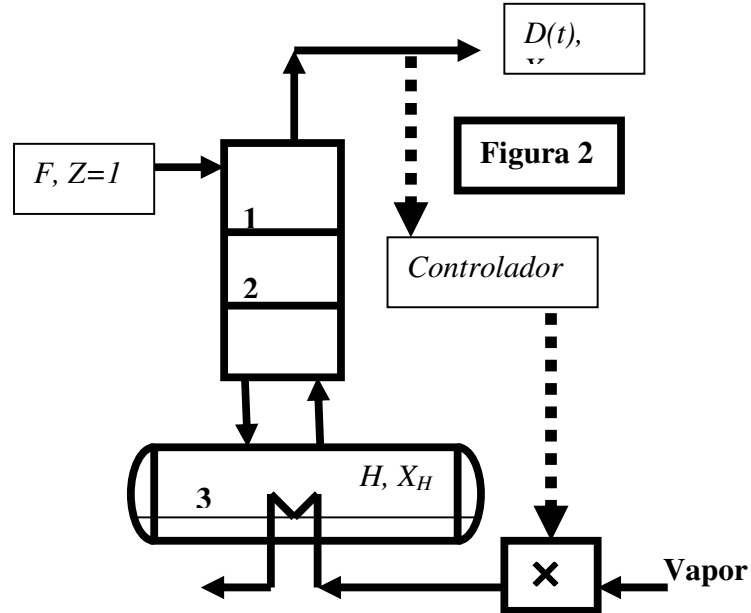 D(t),
Figura 2
F, Z=1
1
Controlador
2
H, X_H
3
Vapor